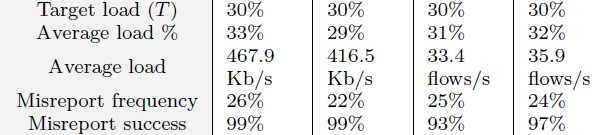 Target load (T) 30% 30% 30% 30%
Average load % 33% 29% 31% 32%
Average load 467.9 Kb/s 416.5 Kb/s 33.4 flows/s 35.9 flows/s
Misreport frequency 26% 22% 25% 24%
Misreport success 99% 99% 93% 97%